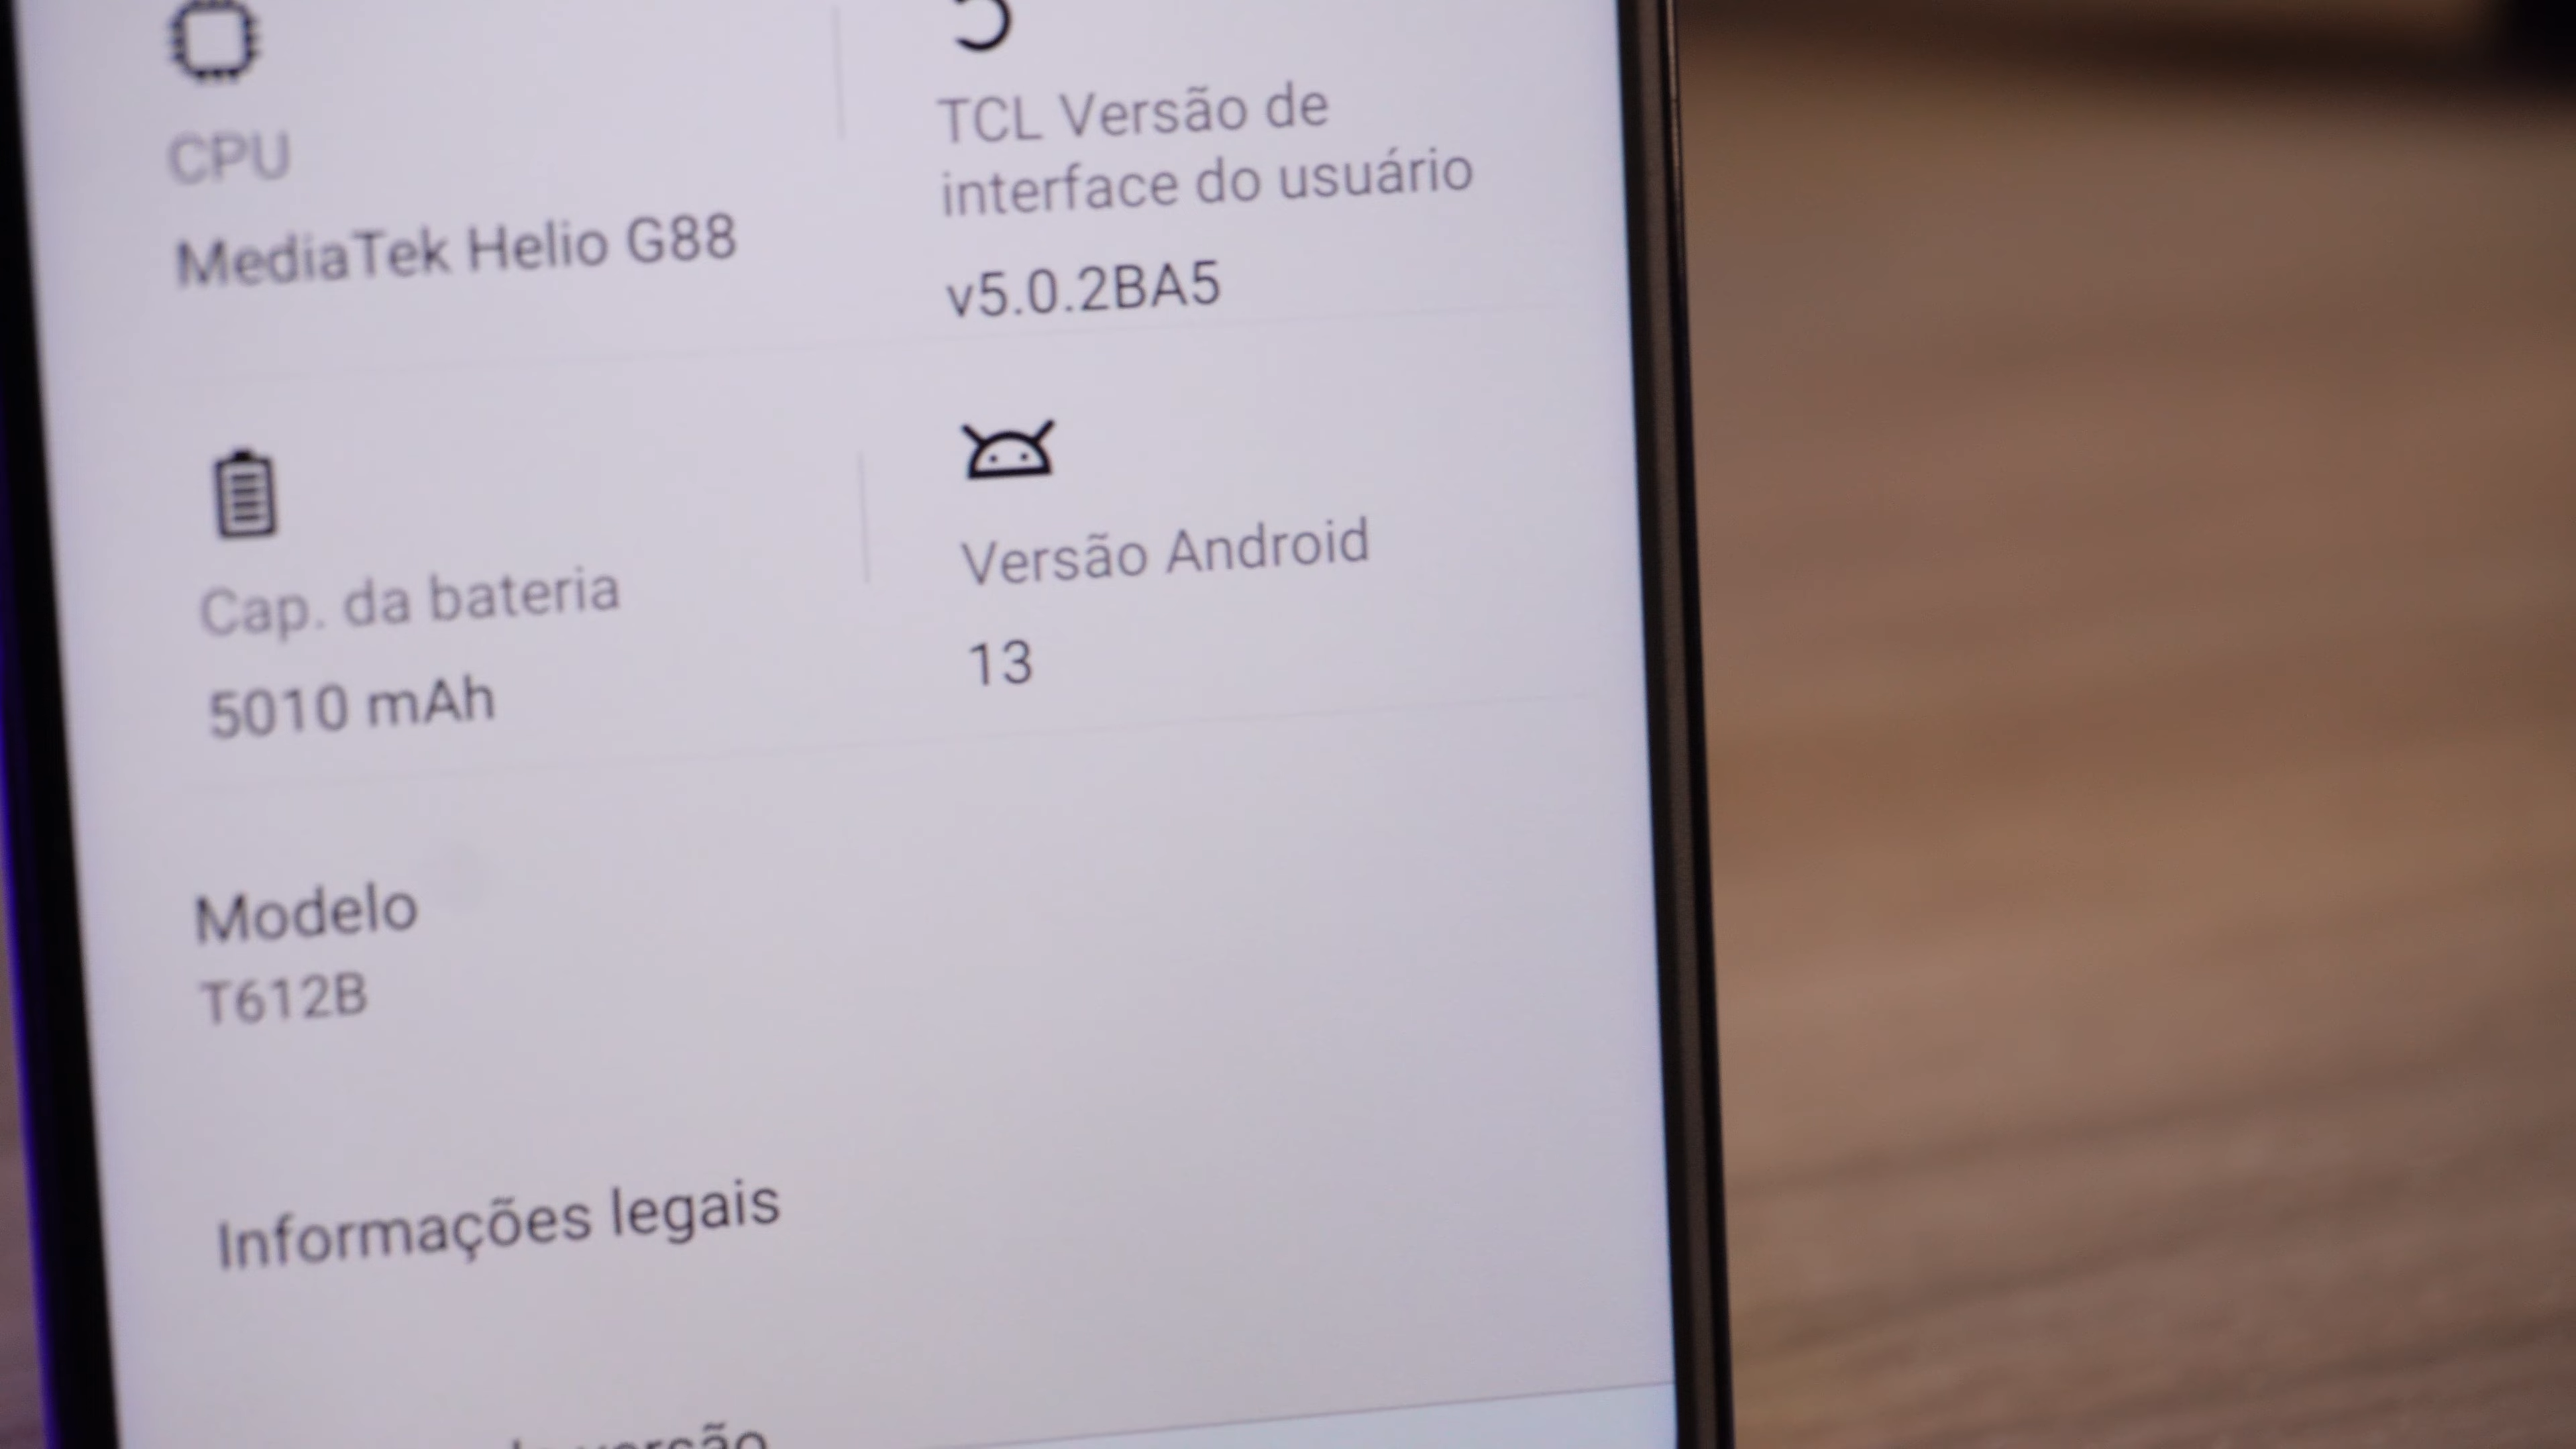 CPU
MediaTek Helio G88
TCL Versão de
interface do usuário
v5.0.2BA5
Cap. da bateria
5010 mAh
Versão Android
13
Modelo
T612B
Informações legais
versão